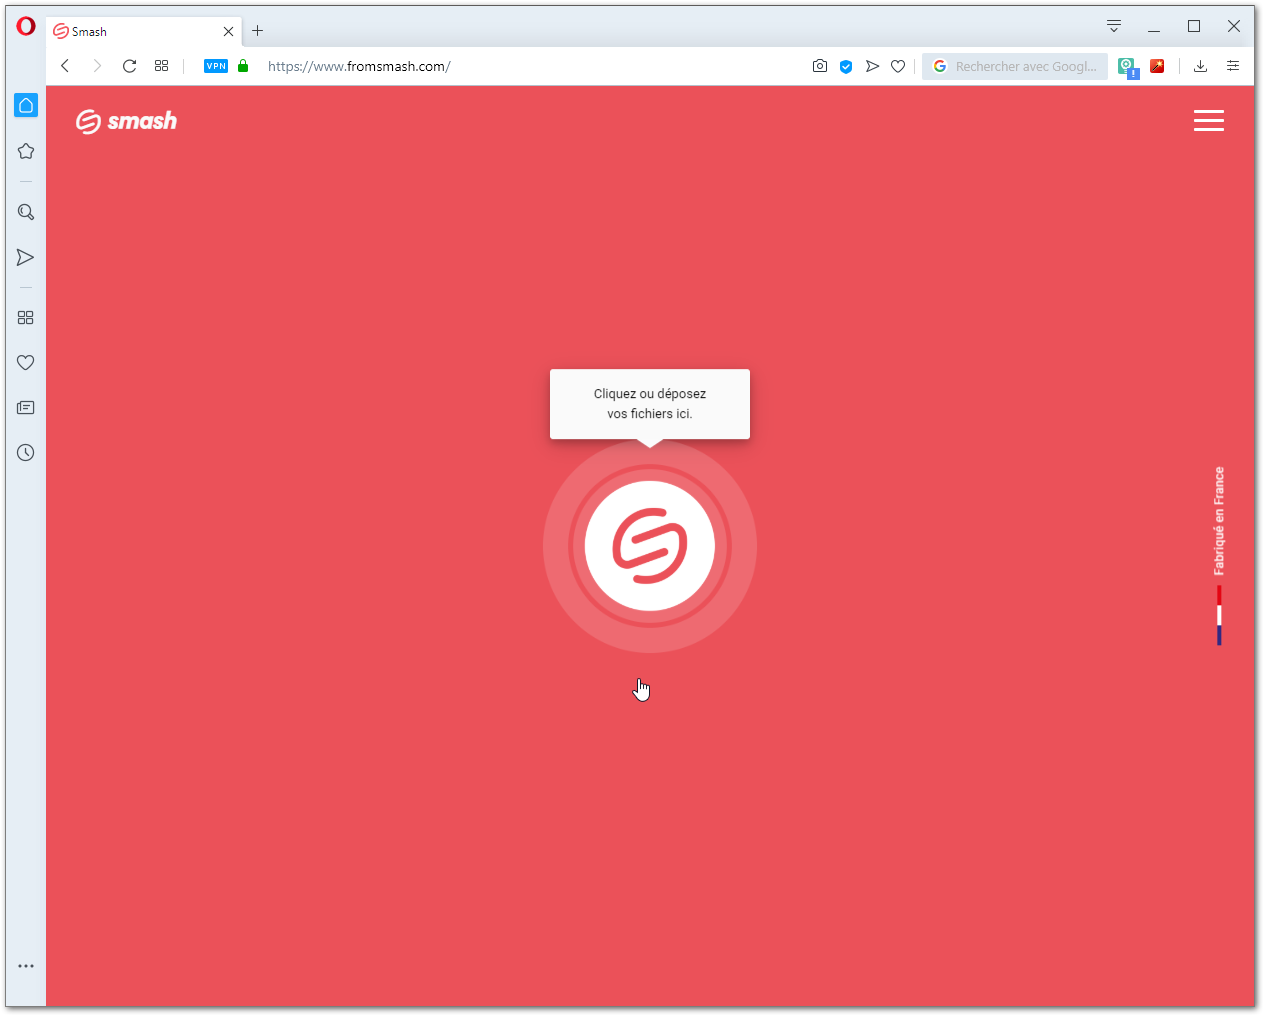 Smash
VPN
https://www.fromsmash.com/
Rechercher avec Googl...
smash
Cliquez ou déposez
vos fichiers ici.
Fabriqué en France